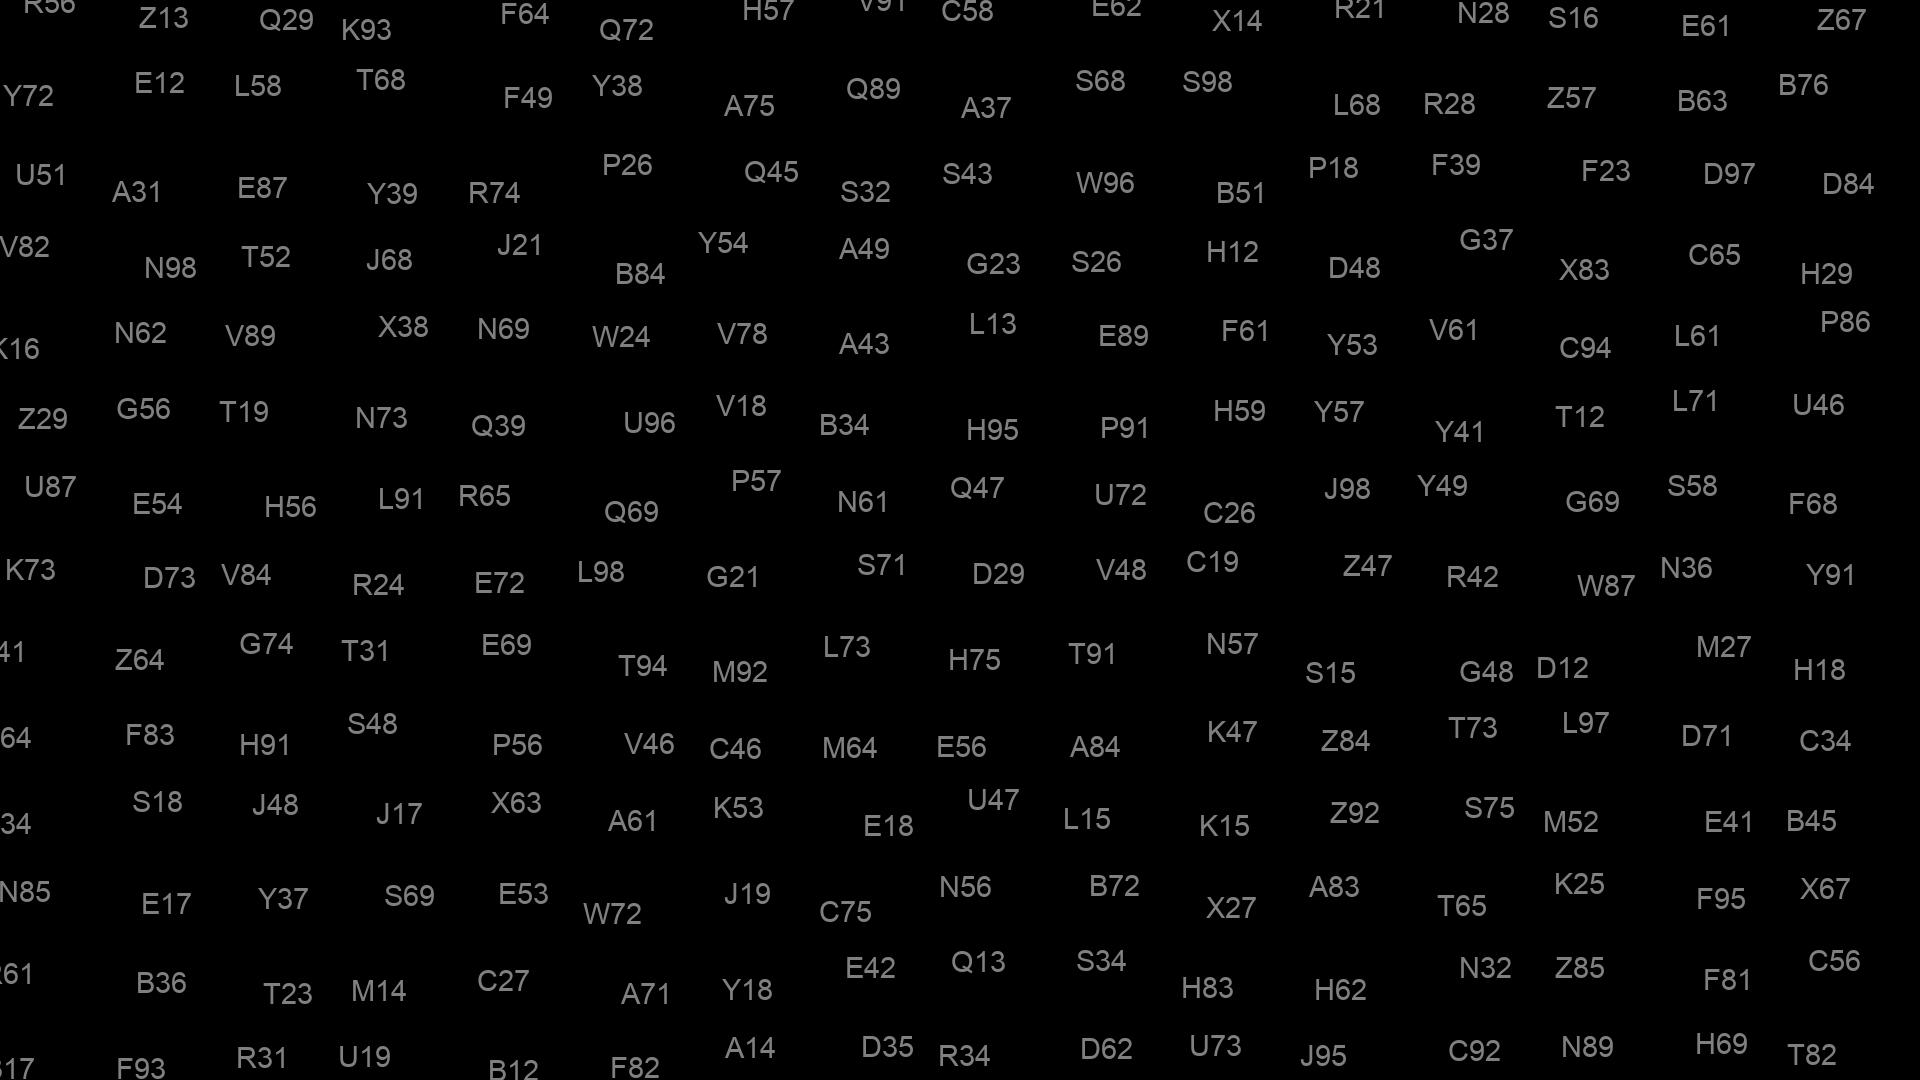 R56 Z13 Q29 K93 F64 Q72 H57 V91 C58 E62 X14 R21 N28 S16 E61 Z67
Y72 E12 L58 T68 F49 Y38 A75 Q89 A37 S68 S98 L68 R28 Z57 B63 B76
U51 A31 E87 Y39 R74 P26 Q45 S32 S43 W96 B51 P18 F39 F23 D97 D84
V82 N98 T52 J68 J21 B84 Y54 A49 G23 S26 H12 D48 G37 X83 C65 H29
K16 N62 V89 X38 N69 W24 V78 A43 L13 E89 F61 Y53 V61 C94 L61 P86
Z29 G56 T19 N73 Q39 U96 V18 B34 H95 P91 H59 Y57 Y41 T12 L71 U46
U87 E54 H56 L91 R65 Q69 P57 N61 Q47 U72 C26 J98 Y49 G69 S58 F68
K73 D73 V84 R24 E72 L98 G21 S71 D29 V48 C19 Z47 R42 W87 N36 Y91
41 Z64 G74 T31 E69 T94 M92 L73 H75 T91 N57 S15 G48 D12 M27 H18
64 F83 H91 S48 P56 V46 C46 M64 E56 A84 K47 Z84 T73 L97 D71 C34
34 S18 J48 J17 X63 A61 K53 E18 U47 L15 K15 Z92 S75 M52 E41 B45
N85 E17 Y37 S69 E53 W72 J19 C75 N56 B72 X27 A83 T65 K25 F95 X67
61 B36 T23 M14 C27 A71 Y18 E42 Q13 S34 H83 H62 N32 Z85 F81 C56
17 F93 R31 U19 B12 F82 A14 D35 R34 D62 U73 J95 C92 N89 H69 T82